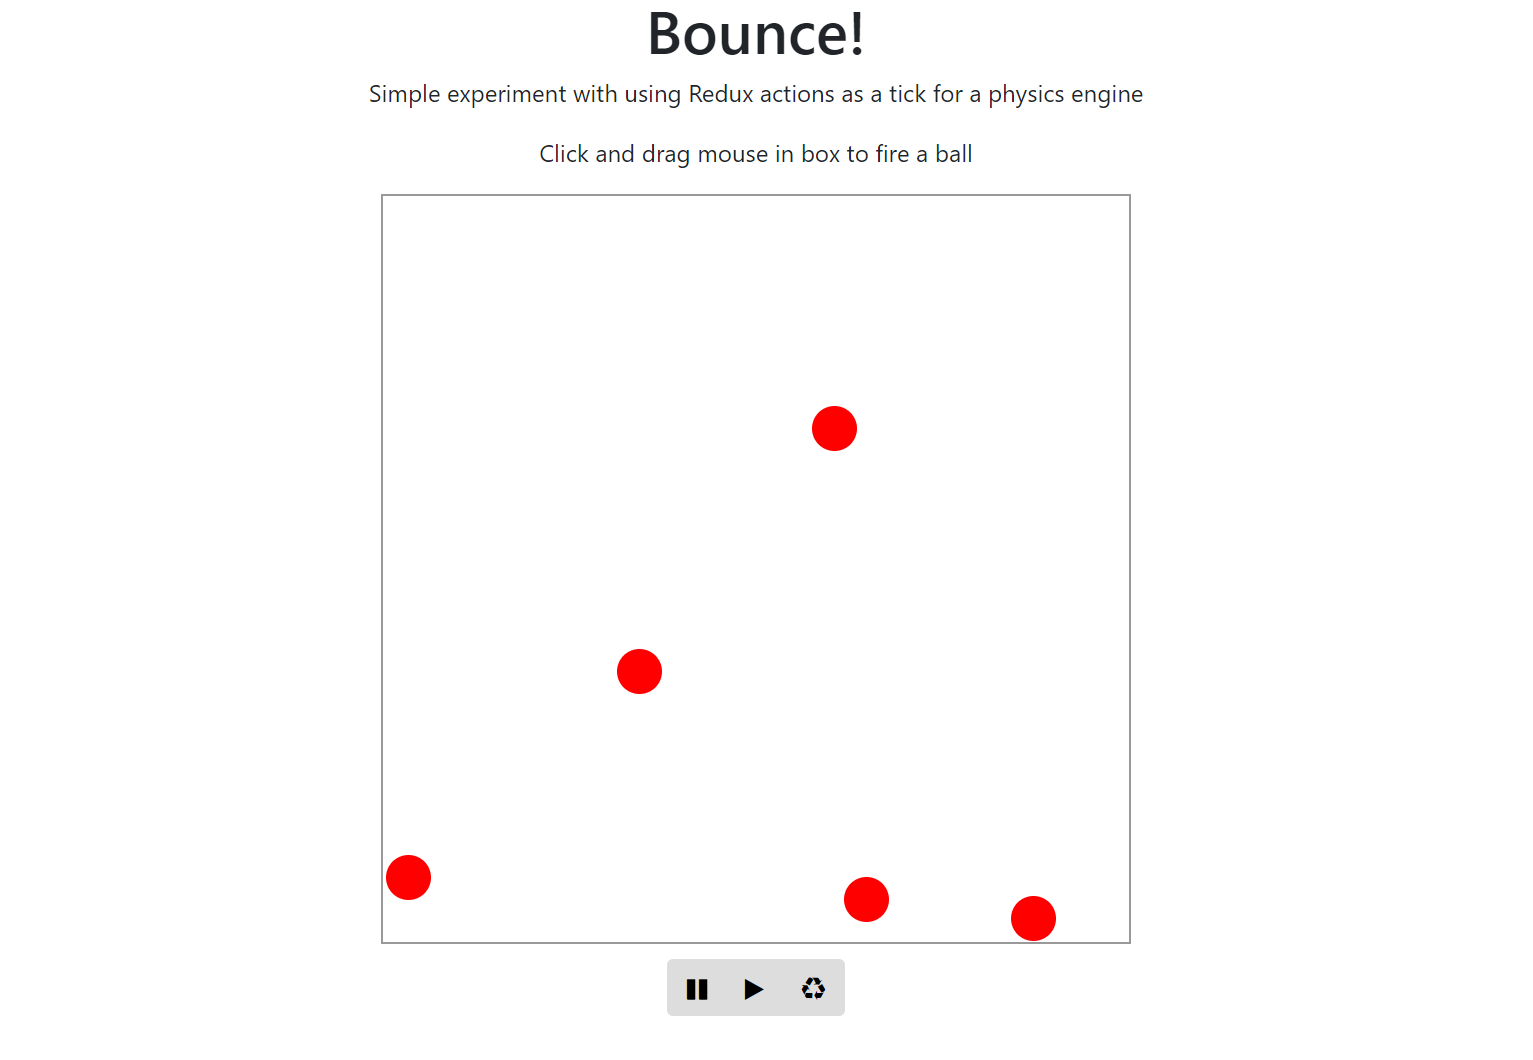 Bounce!
Simple experiment with using Redux actions as a tick for a physics engine
Click and drag mouse in box to fire a ball